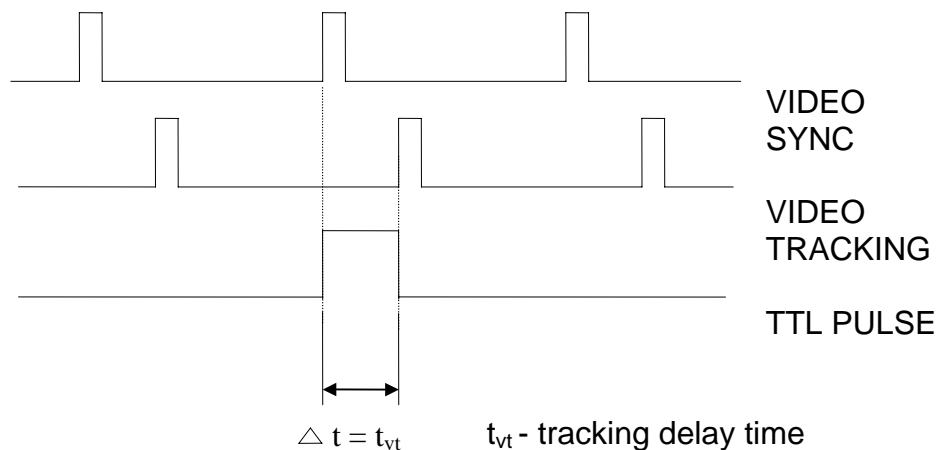 VIDEO
SYNC
VIDEO
TRACKING
TTL PULSE
△ t = tvt    tvt - tracking delay time